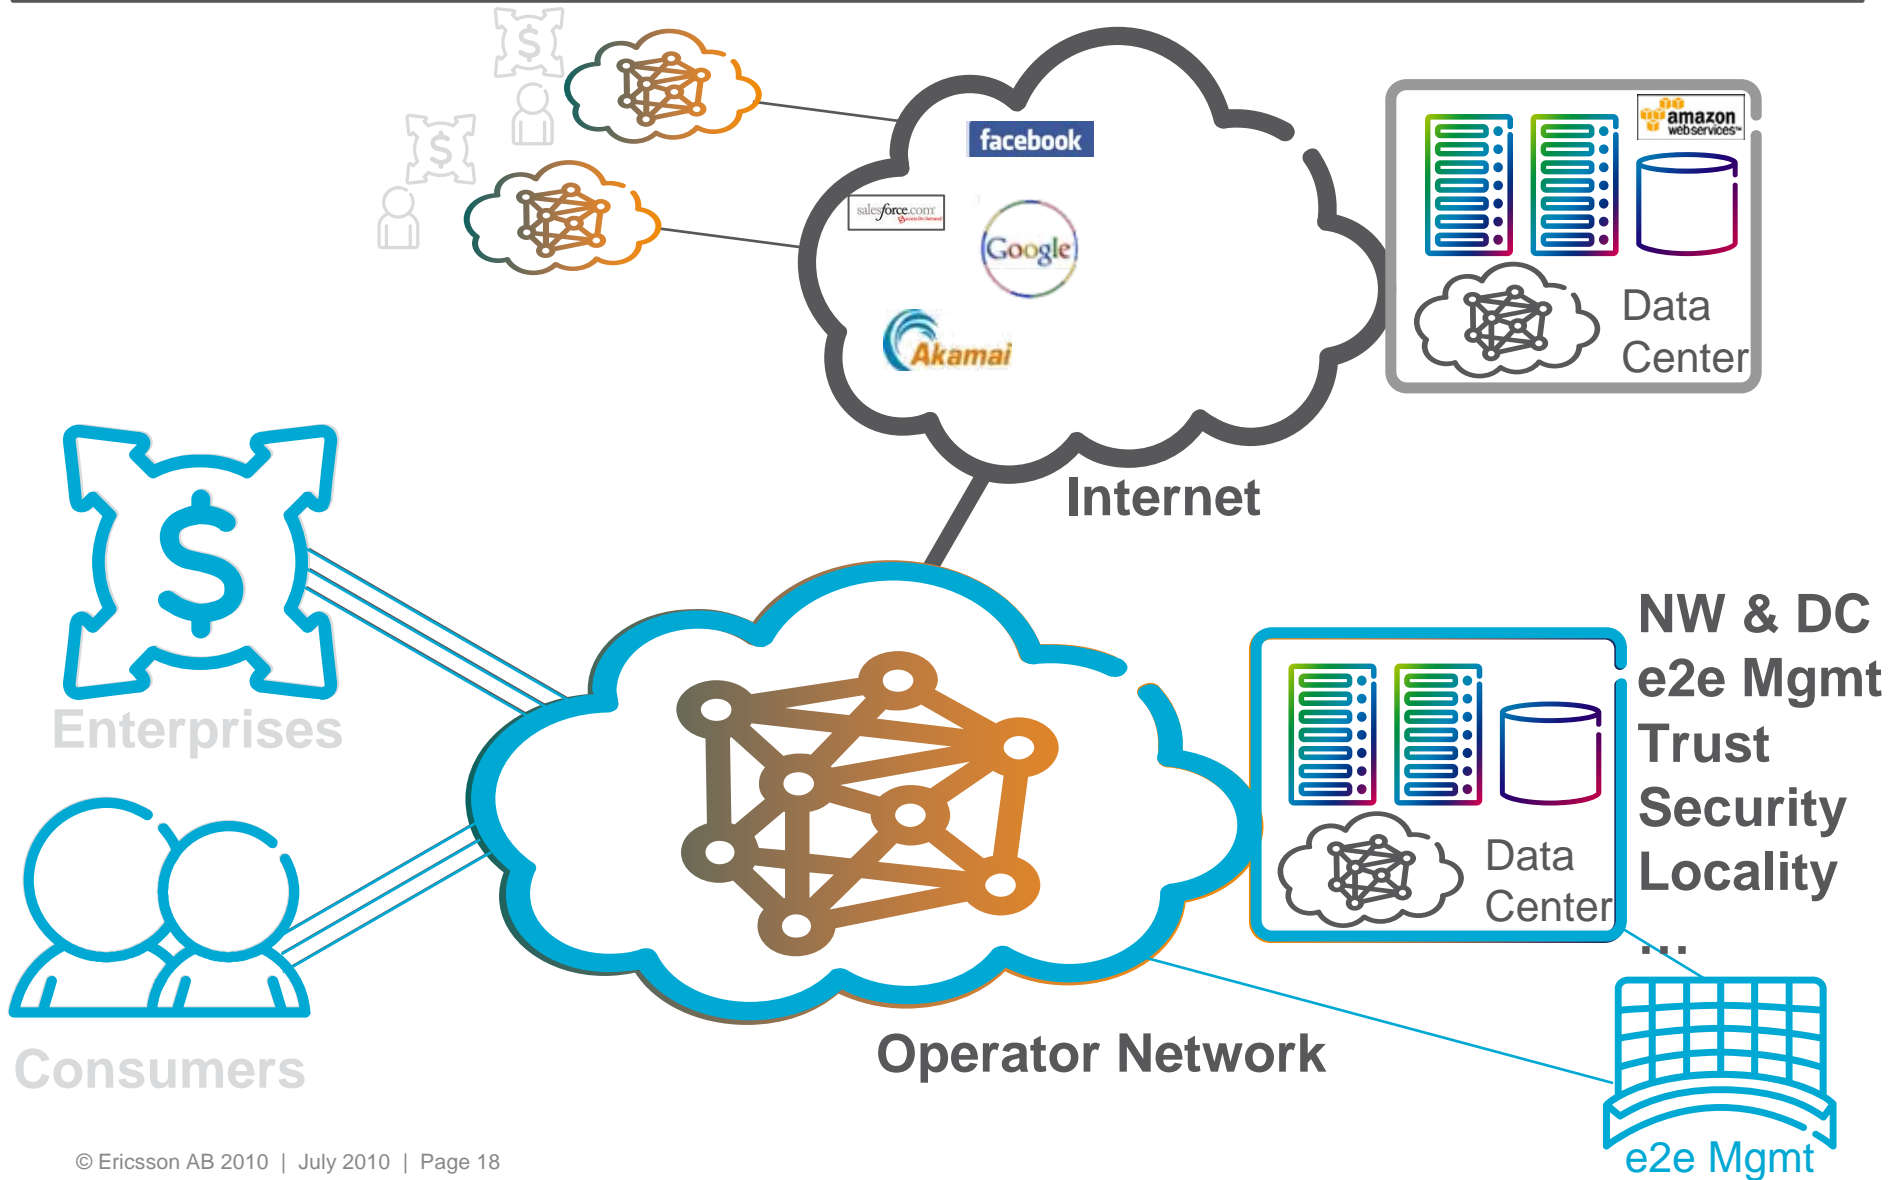 facebook
amazon
webservices™
salesforce.com
Google
Akamai
Data
Center
Internet
NW & DC
e2e Mgmt
Trust
Security
Locality
...
Enterprises
Data
Center
Operator Network
Consumers
e2e Mgmt
© Ericsson AB 2010 | July 2010 | Page 18